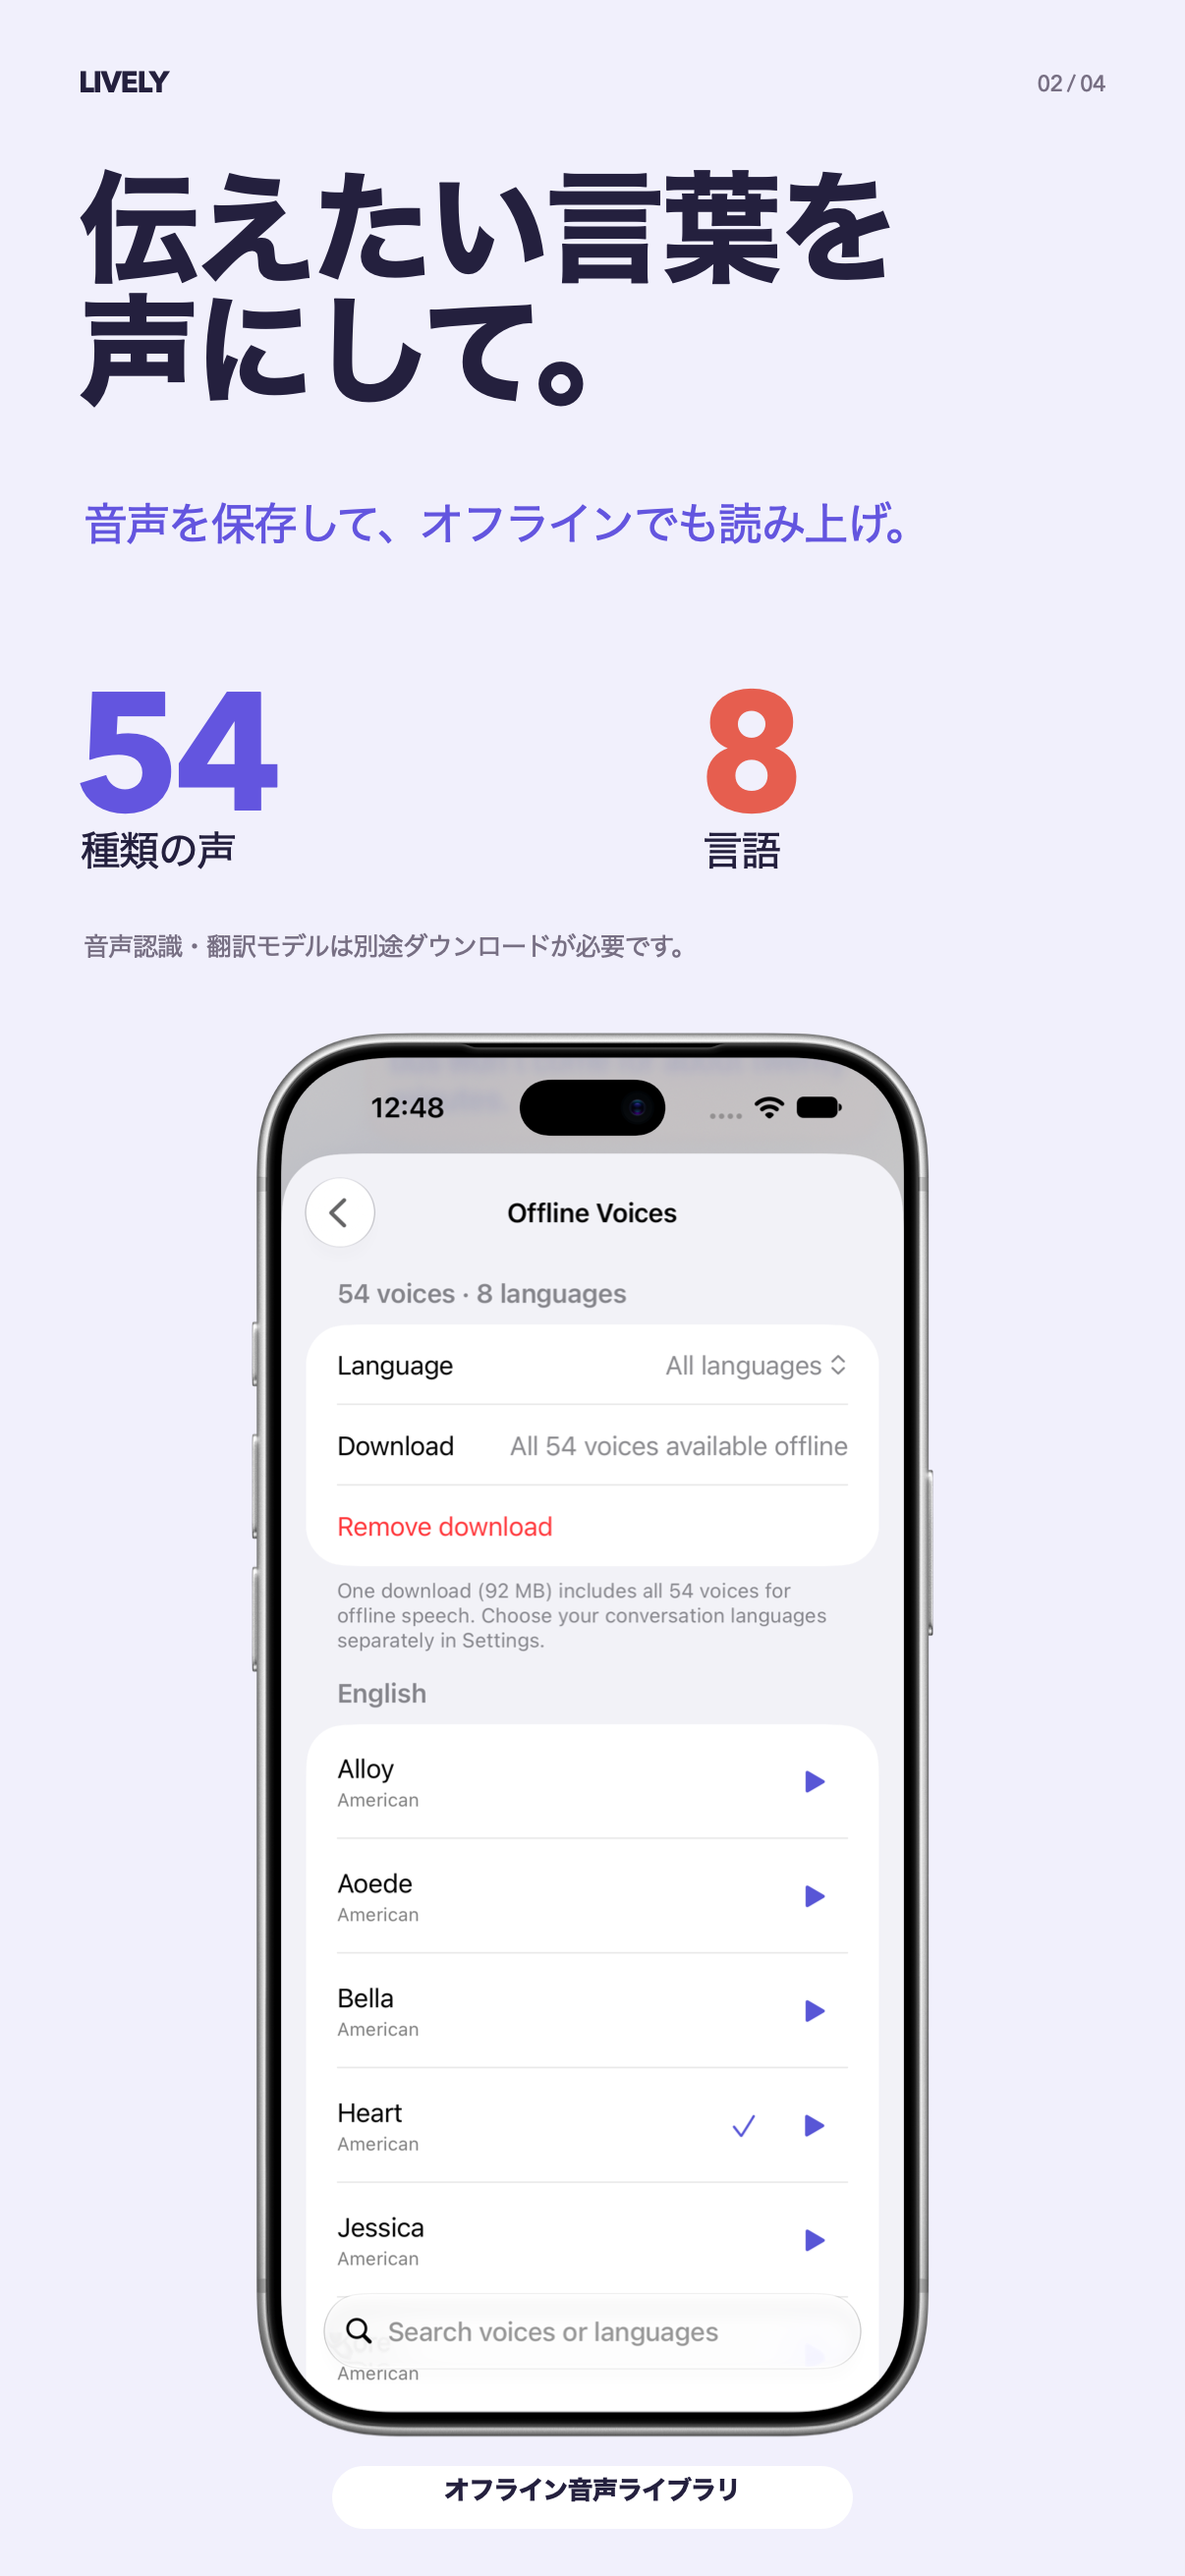 LIVELY
02 / 04
伝えたい言葉を
声にして。
音声を保存して、オフラインでも読み上げ。
54
種類の声
8
言語
音声認識・翻訳モデルは別途ダウンロードが必要です。
12:48
Offline Voices
54 voices · 8 languages
Language
All languages
Download
All 54 voices available offline
Remove download
One download (92 MB) includes all 54 voices for
offline speech. Choose your conversation languages
separately in Settings.
English
Alloy
American
Aoede
American
Bella
American
Heart
American
Jessica
American
Search voices or languages
American
オフライン音声ライブラリ